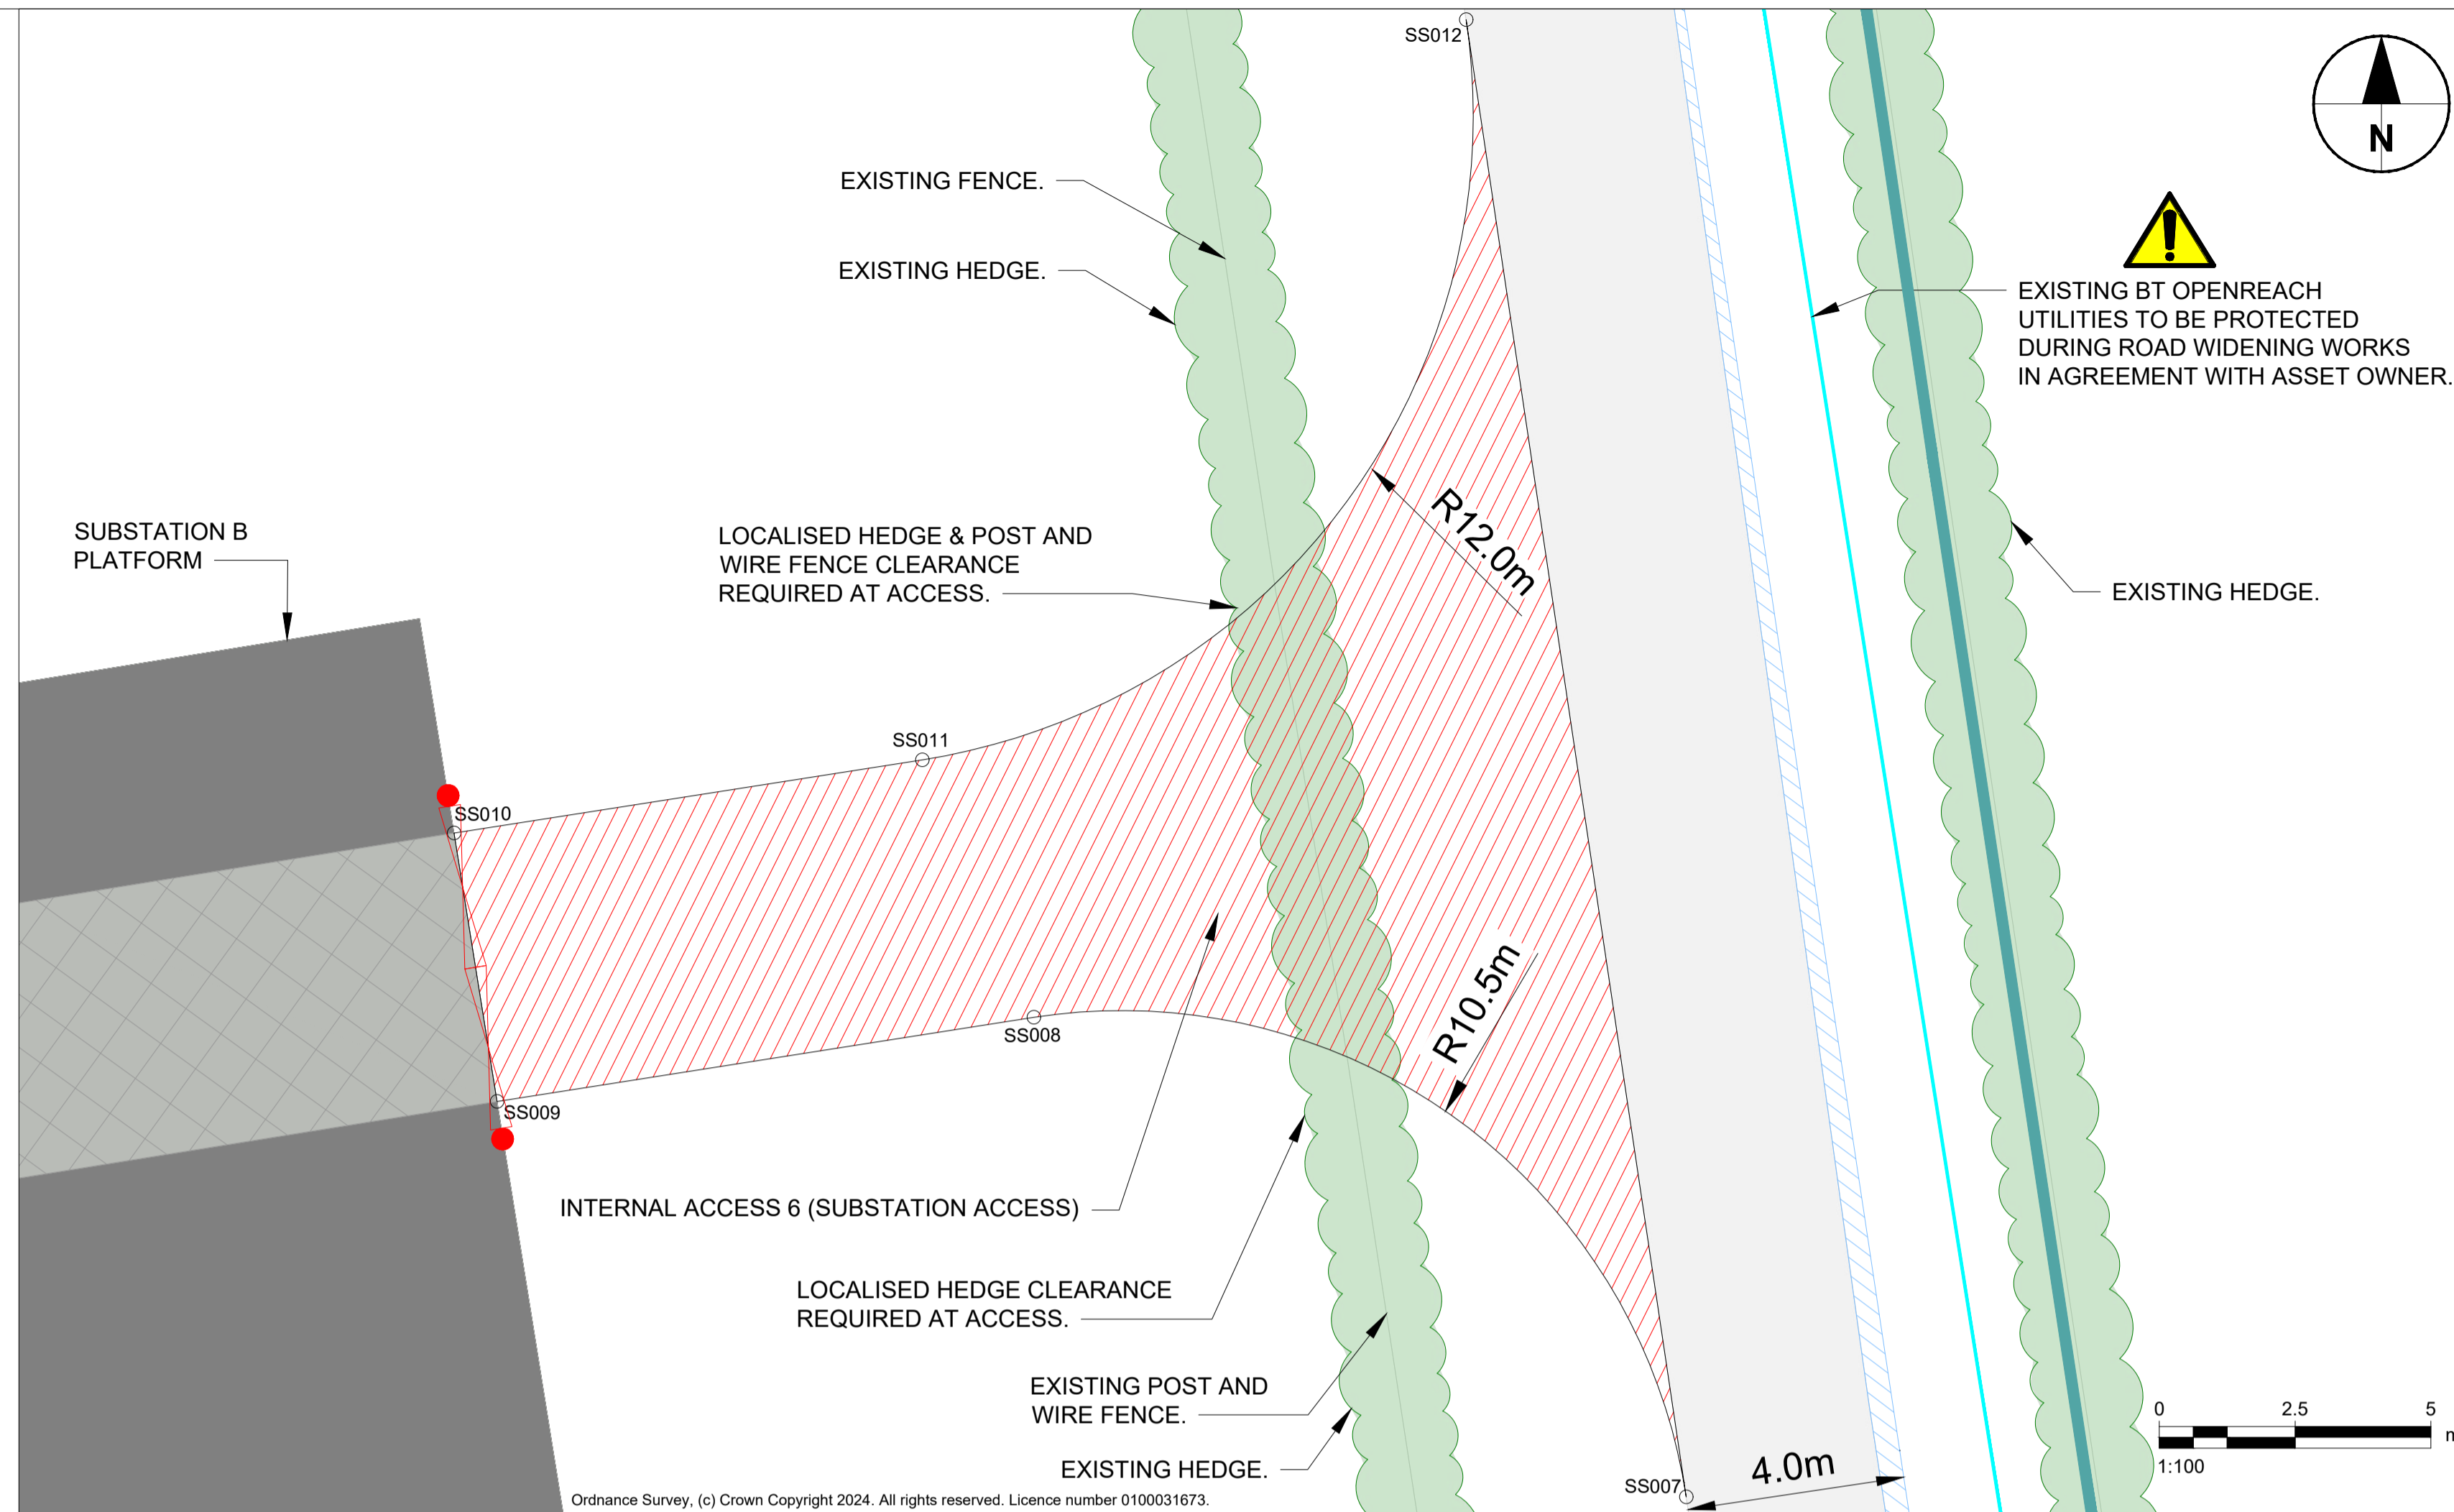 SS012
N
EXISTING FENCE.
EXISTING HEDGE.
EXISTING BT OPENREACH
UTILITIES TO BE PROTECTED
DURING ROAD WIDENING WORKS
IN AGREEMENT WITH ASSET OWNER.
SUBSTATION B
PLATFORM
LOCALISED HEDGE & POST AND
WIRE FENCE CLEARANCE
REQUIRED AT ACCESS.
R12.0m
EXISTING HEDGE.
SS011
SS010
R10.5m
SS008
SS009
INTERNAL ACCESS 6 (SUBSTATION ACCESS)
LOCALISED HEDGE CLEARANCE
REQUIRED AT ACCESS.
EXISTING POST AND
WIRE FENCE.
EXISTING HEDGE.
SS007
4.0m
0 2.5 5
m
1:100
Ordnance Survey, (c) Crown Copyright 2024. All rights reserved. Licence number 0100031673.